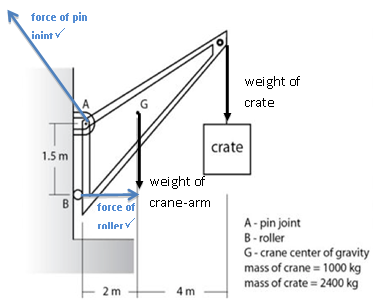 force of pin
joint ✓
A
G
weight of
crate
crate
1.5 m
B
weight of
crane-arm
force of
roller ✓
A - pin joint
B - roller
G - crane center of gravity
mass of crane = 1000 kg
mass of crate = 2400 kg
2 m
4 m